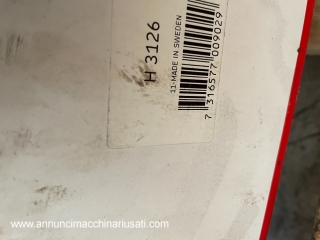 H 3126
11-MADE IN SWEDEN
7 316577 009029
www.annuncimacchinariusati.com